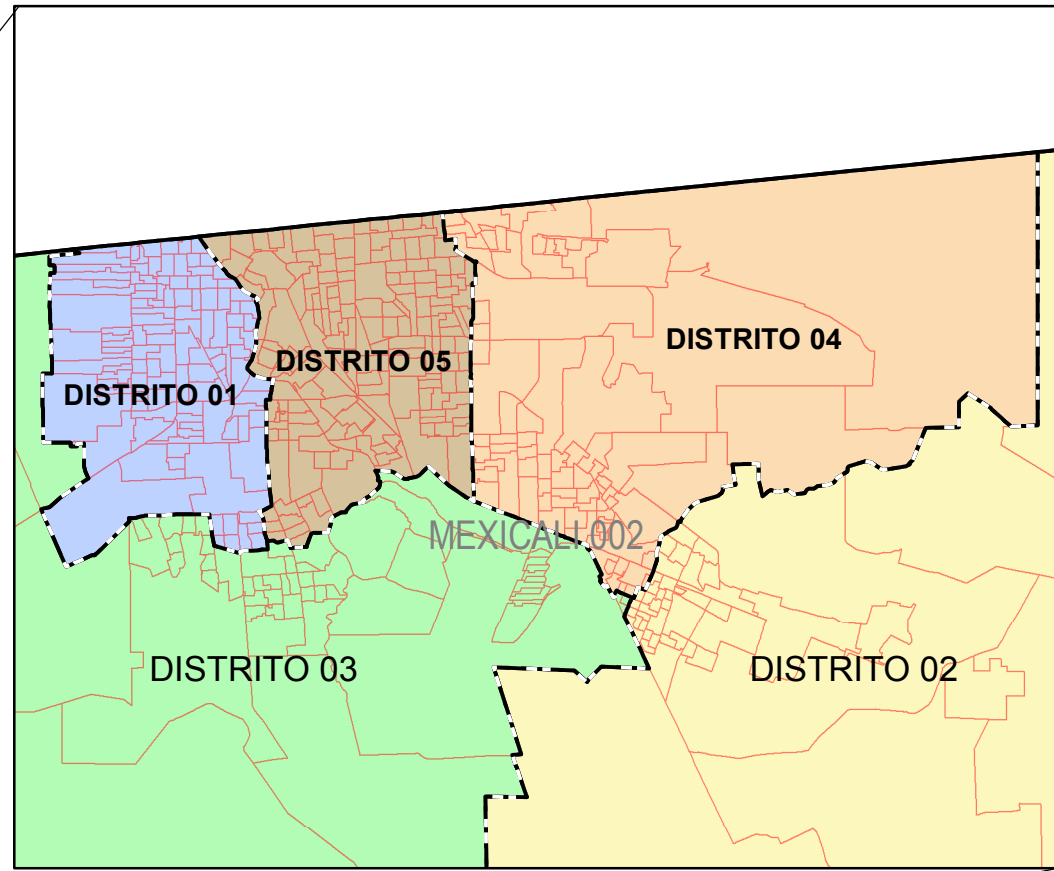 DISTRITO 04
DISTRITO 05
DISTRITO 01
MEXICALI 002
DISTRITO 03
DISTRITO 02